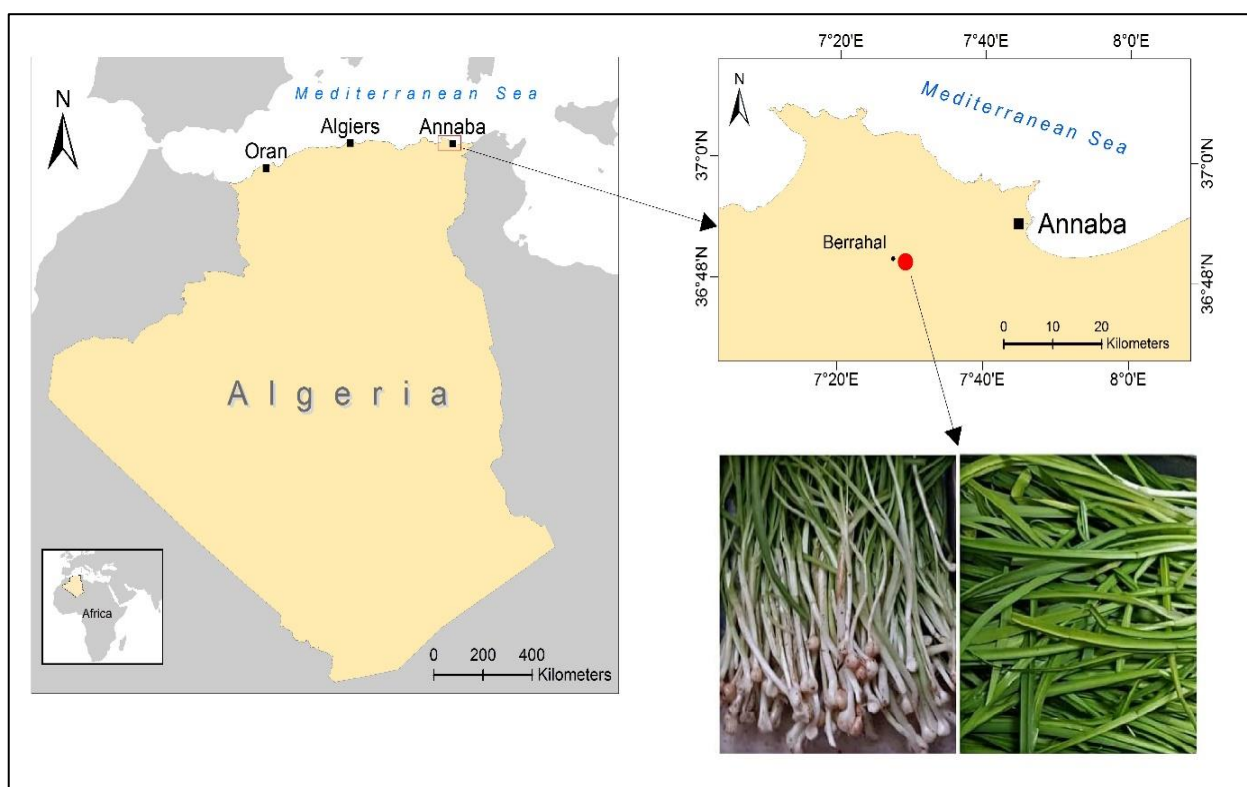 N
Mediterranean Sea
Oran
Algiers
Annaba
Algeria
Africa
0 200 400
Kilometers
7°20'E 7°40'E 8°0'E
N
Mediterranean Sea
37°0'N
37°0'N
Annaba
Berrahal
36°48'N
36°48'N
0 10 20
Kilometers
7°20'E 7°40'E 8°0'E